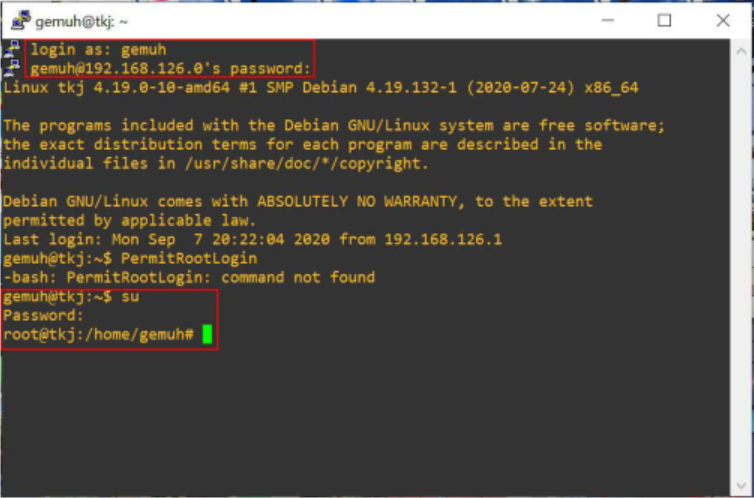 gemuh@tkj: ~
login as: gemuh
gemuh@192.168.126.0's password:
Linux tkj 4.19.0-10-amd64 #1 SMP Debian 4.19.132-1 (2020-07-24) x86_64
The programs included with the Debian GNU/Linux system are free software;
the exact distribution terms for each program are described in the
individual files in /usr/share/doc/*/copyright.
Debian GNU/Linux comes with ABSOLUTELY NO WARRANTY, to the extent
permitted by applicable law.
Last login: Mon Sep  7 20:22:04 2020 from 192.168.126.1
gemuh@tkj:~$ PermitRootLogin
-bash: PermitRootLogin: command not found
gemuh@tkj:~$ su
Password:
root@tkj:/home/gemuh#